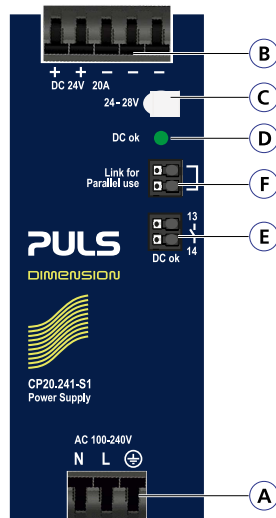 B
+ + − − −
DC 24V 20A
24-28V
C
DC ok
D
Link for
Parallel use
F
13
E
14
DC ok
PULS
DIMENSION
CP20.241-S1
Power Supply
AC 100-240V
N L
A